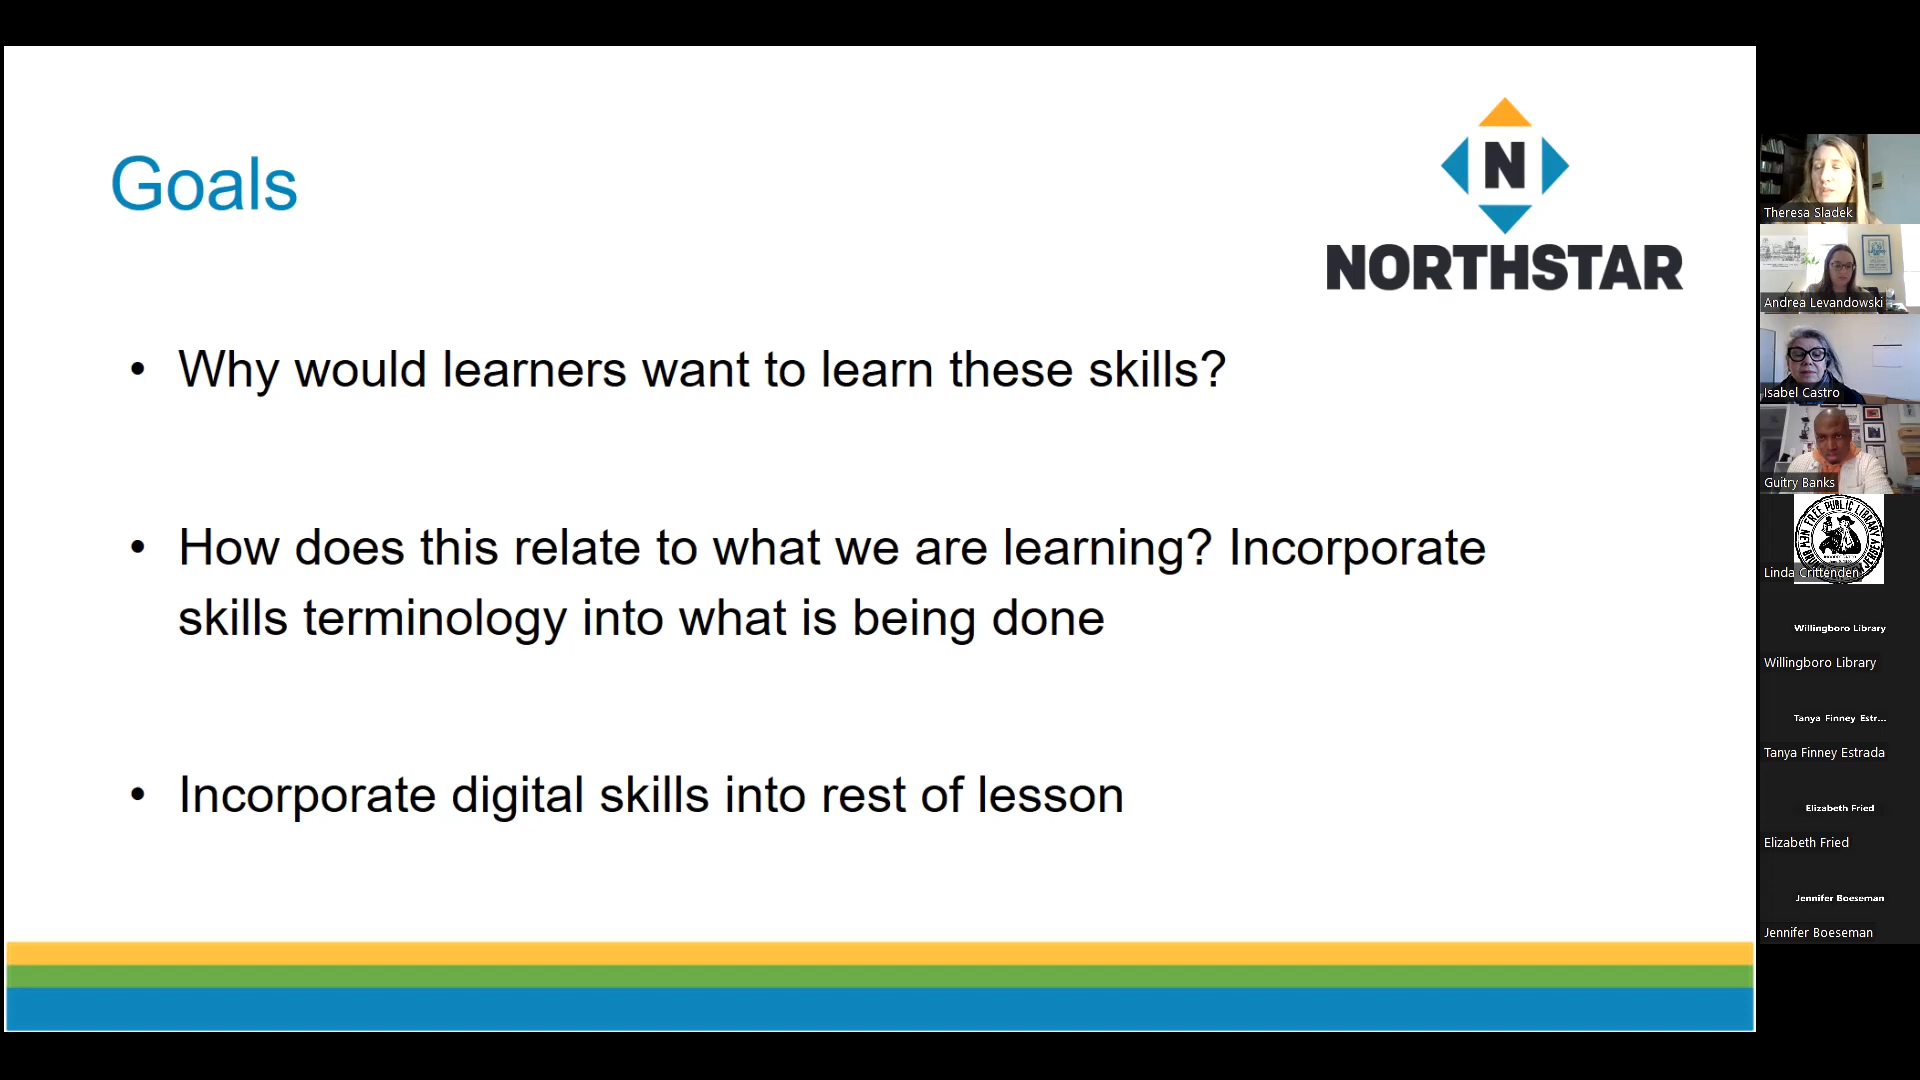 Goals
N
NORTHSTAR
• Why would learners want to learn these skills?
• How does this relate to what we are learning? Incorporate
skills terminology into what is being done
• Incorporate digital skills into rest of lesson
Theresa Sladek
Andrea Levandowski
Isabel Castro
Guitry Banks
FREE PUBLIC LIBRARY
Linda Crittenden
Willingboro Library
Willingboro Library
Tanya Finney Estr...
Tanya Finney Estrada
Elizabeth Fried
Elizabeth Fried
Jennifer Boeseman
Jennifer Boeseman